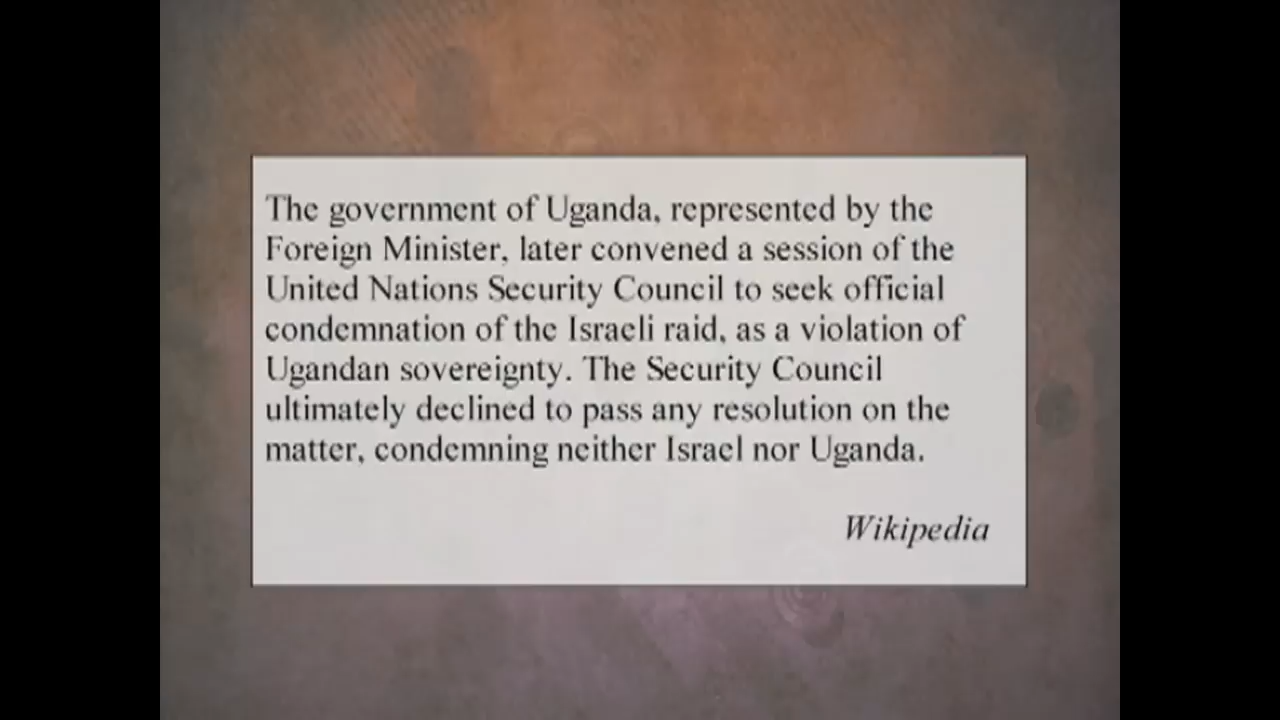 The government of Uganda, represented by the
Foreign Minister, later convened a session of the
United Nations Security Council to seek official
condemnation of the Israeli raid, as a violation of
Ugandan sovereignty. The Security Council
ultimately declined to pass any resolution on the
matter, condemning neither Israel nor Uganda.
Wikipedia